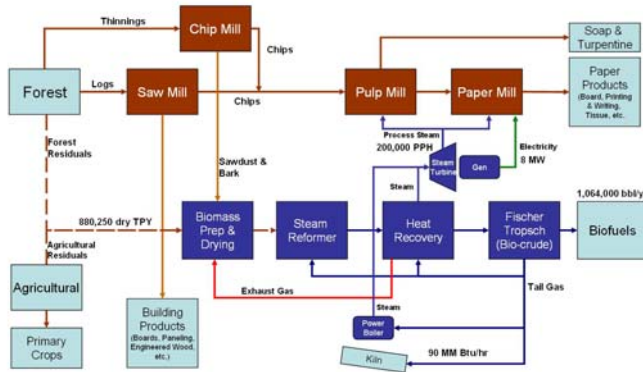 Thinnings
Chip Mill
Chips
Soap &
Turpentine
Forest
Logs
Saw Mill
Chips
Pulp Mill
Paper Mill
Paper
Products
(Board, Printing
& Writing,
Tissue, etc.
Forest
Residuals
Sawdust &
Bark
Process Steam
200,000 PPH
Steam
Turbine
Gen
Electricity
8 MW
Steam
1,064,000 bbl/y
880,250 dry TPY
Biomass
Prep &
Drying
Steam
Reformer
Heat
Recovery
Fischer
Tropsch
(Bio-crude)
Biofuels
Agricultural
Residuals
Agricultural
Exhaust Gas
Steam
Tail Gas
Primary
Crops
Building
Products
(Boards, Paneling,
Engineered Wood,
etc.)
Power
Boiler
Kiln
90 MM Btu/hr